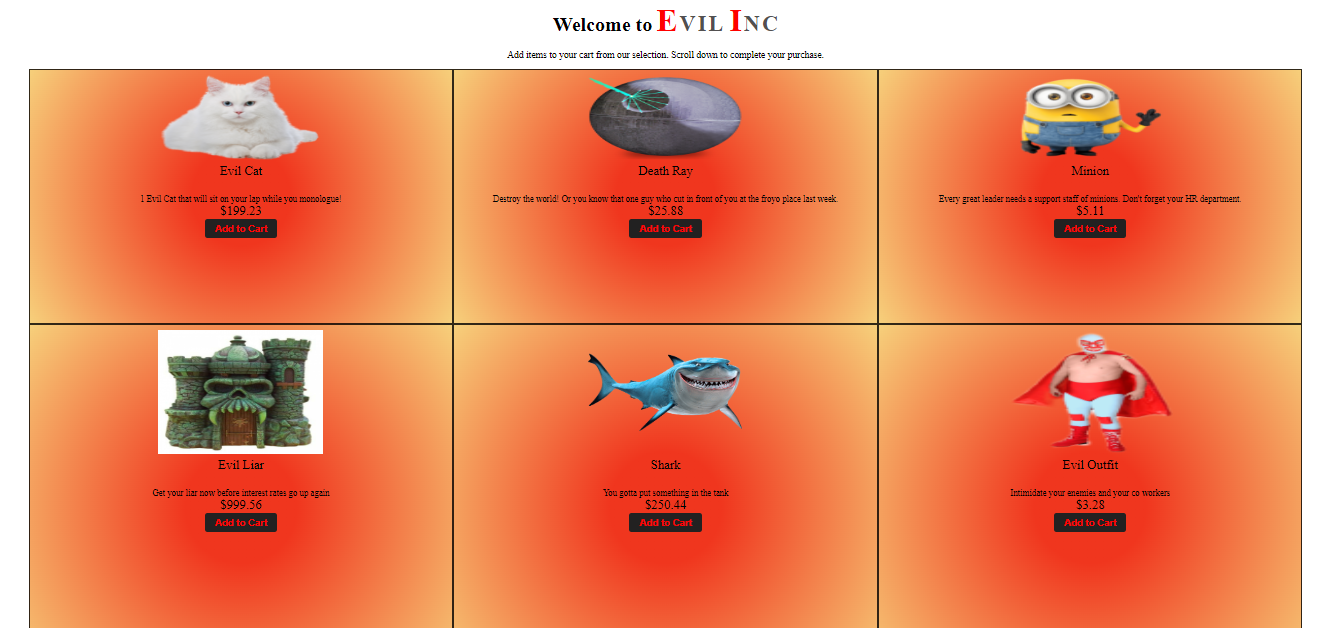 Welcome to EVIL INC
Add items to your cart from our selection. Scroll down to complete your purchase.
Evil Cat
1 Evil Cat that will sit on your lap while you monologue!
$199.23
Add to Cart
Death Ray
Destroy the world! Or you know that one guy who cut in front of you at the froyo place last week.
$25.88
Add to Cart
Minion
Every great leader needs a support staff of minions. Don't forget your HR department.
$5.11
Add to Cart
Evil Liar
Get your liar now before interest rates go up again
$999.56
Add to Cart
Shark
You gotta put something in the tank
$250.44
Add to Cart
Evil Outfit
Intimidate your enemies and your co workers
$3.28
Add to Cart